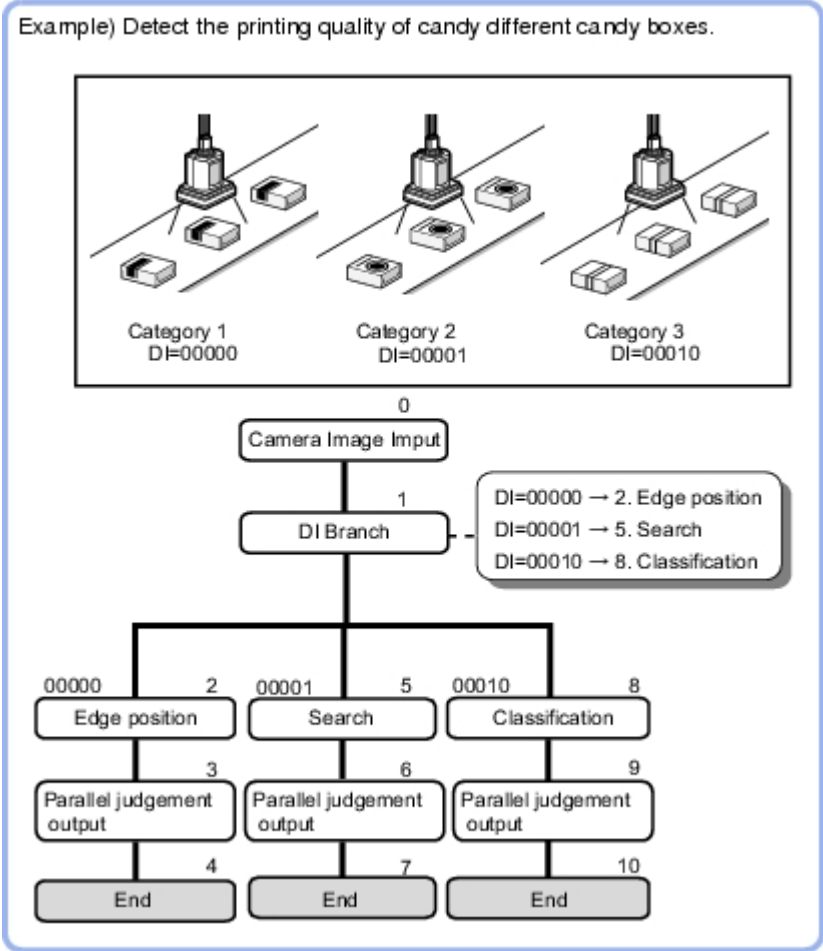 Example) Detect the printing quality of candy different candy boxes.
Category 1
DI=00000
Category 2
DI=00001
Category 3
DI=00010
0
Camera Image Imput
1
DI Branch
DI=00000 → 2. Edge position
DI=00001 → 5. Search
DI=00010 → 8. Classification
00000 2
Edge position
00001 5
Search
00010 8
Classification
3
Parallel judgement
output
6
Parallel judgement
output
9
Parallel judgement
output
4
End
7
End
10
End